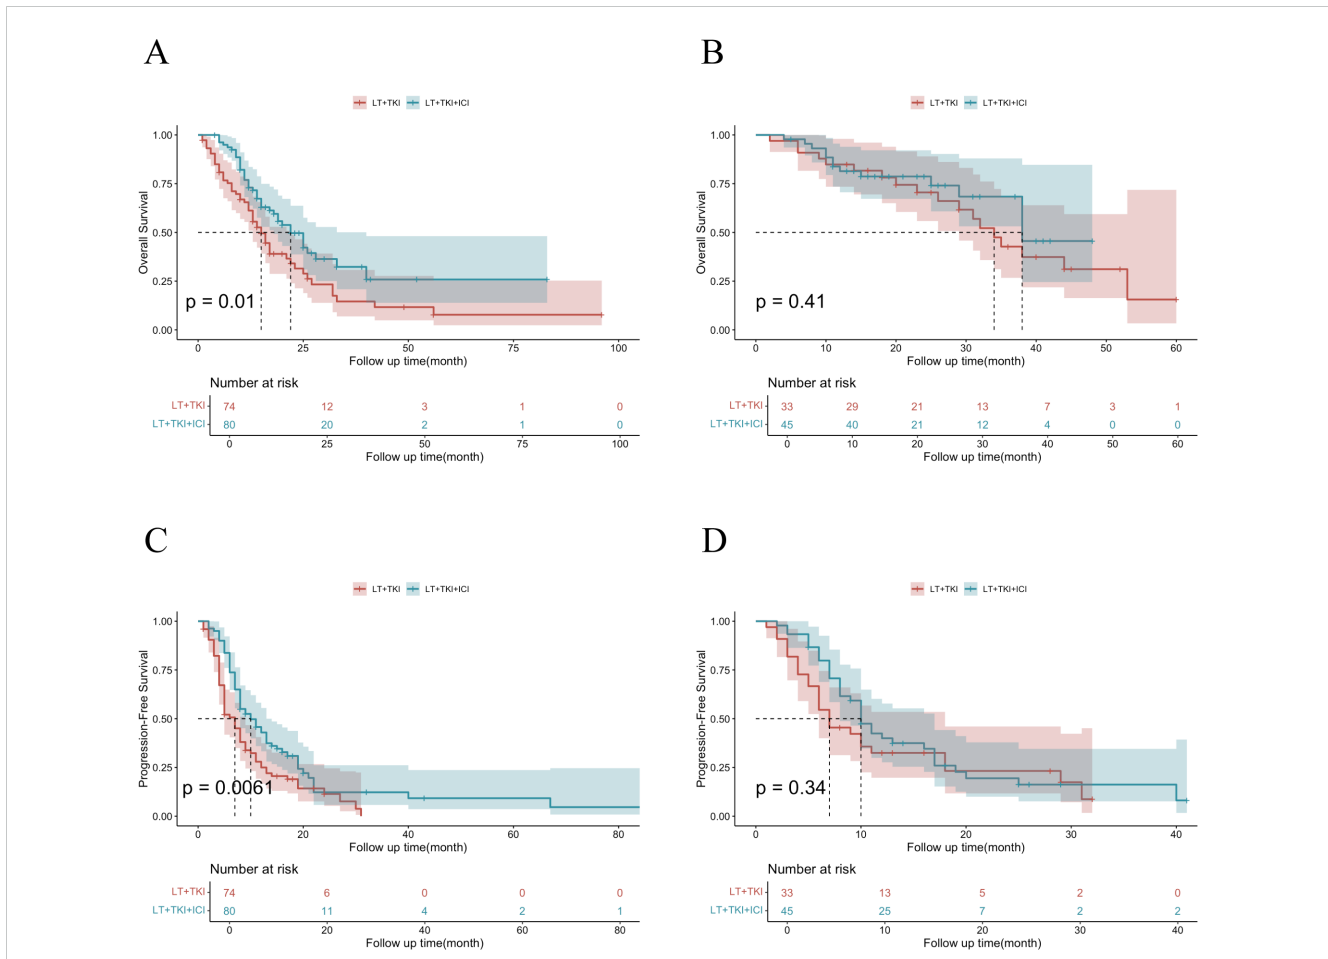 A
LT+TKI LT+TKI+ICI
Overall Survival
1.00
0.75
0.50
0.25
0.00
p = 0.01
0 25 50 75 100
Follow up time(month)
Number at risk
LT+TKI 74 12 3 1 0
LT+TKI+ICI 80 20 2 1 0
0 25 50 75 100
Follow up time(month)
B
LT+TKI LT+TKI+ICI
Overall Survival
1.00
0.75
0.50
0.25
0.00
p = 0.41
0 10 20 30 40 50 60
Follow up time(month)
Number at risk
LT+TKI 33 29 21 13 7 3 1
LT+TKI+ICI 45 40 21 12 4 0 0
0 10 20 30 40 50 60
Follow up time(month)
C
LT+TKI LT+TKI+ICI
Progression-Free Survival
1.00
0.75
0.50
0.25
0.00
p = 0.0061
0 20 40 60 80
Follow up time(month)
Number at risk
LT+TKI 74 6 0 0 0
LT+TKI+ICI 80 11 4 2 1
0 20 40 60 80
Follow up time(month)
D
LT+TKI LT+TKI+ICI
Progression-Free Survival
1.00
0.75
0.50
0.25
0.00
p = 0.34
0 10 20 30 40
Follow up time(month)
Number at risk
LT+TKI 33 13 5 2 0
LT+TKI+ICI 45 25 7 2 2
0 10 20 30 40
Follow up time(month)